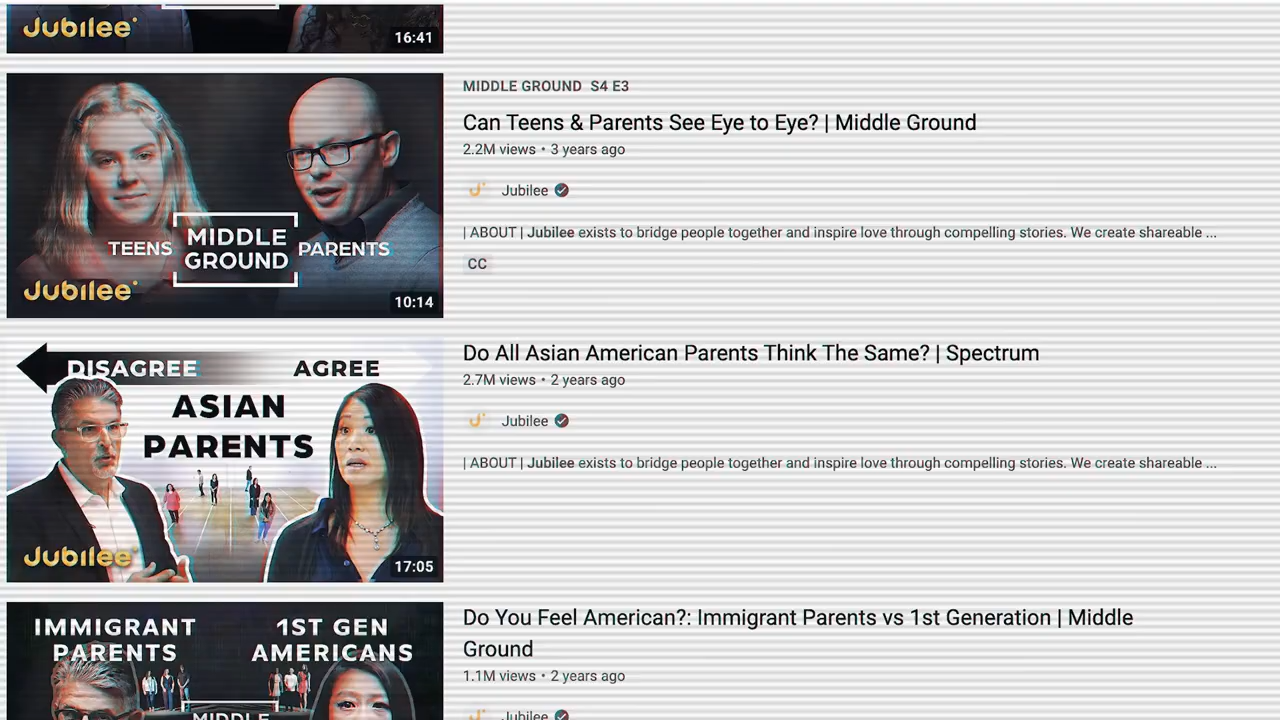 Jubilee
16:41
MIDDLE GROUND S4 E3
Can Teens & Parents See Eye to Eye? | Middle Ground
2.2M views • 3 years ago
Jubilee
| ABOUT | Jubilee exists to bridge people together and inspire love through compelling stories. We create shareable ...
CC
TEENS MIDDLE GROUND PARENTS
Jubilee
10:14
Do All Asian American Parents Think The Same? | Spectrum
2.7M views • 2 years ago
Jubilee
| ABOUT | Jubilee exists to bridge people together and inspire love through compelling stories. We create shareable ...
DISAGREE AGREE
ASIAN
PARENTS
Jubilee
17:05
Do You Feel American?: Immigrant Parents vs 1st Generation | Middle
Ground
1.1M views • 2 years ago
Jubilee
IMMIGRANT PARENTS
1ST GEN AMERICANS
MIDDLE